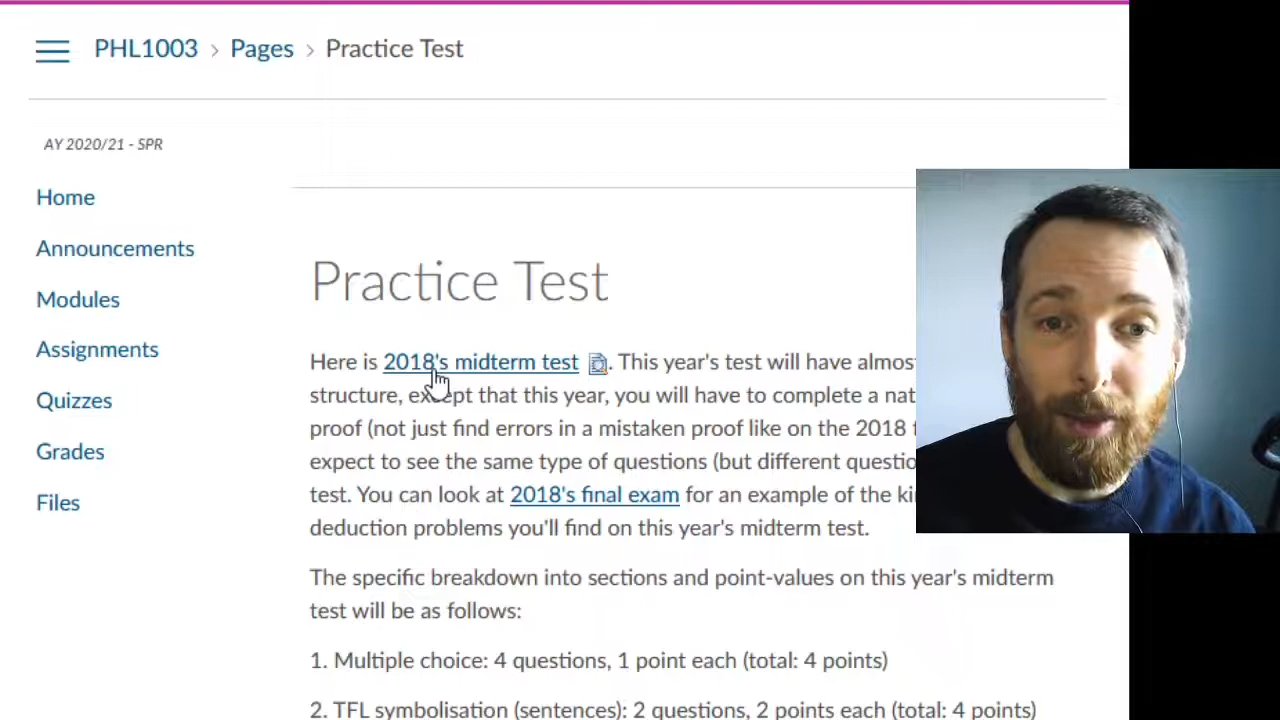 PHL1003 > Pages > Practice Test
AY 2020/21 - SPR
Home
Announcements
Modules
Assignments
Quizzes
Grades
Files
Practice Test
Here is 2018's midterm test. This year's test will have almost
structure, except that this year, you will have to complete a nat
proof (not just find errors in a mistaken proof like on the 2018
expect to see the same type of questions (but different questio
test. You can look at 2018's final exam for an example of the ki
deduction problems you'll find on this year's midterm test.
The specific breakdown into sections and point-values on this year's midterm
test will be as follows:
1. Multiple choice: 4 questions, 1 point each (total: 4 points)
2. TFL symbolisation (sentences): 2 questions, 2 points each (total: 4 points)